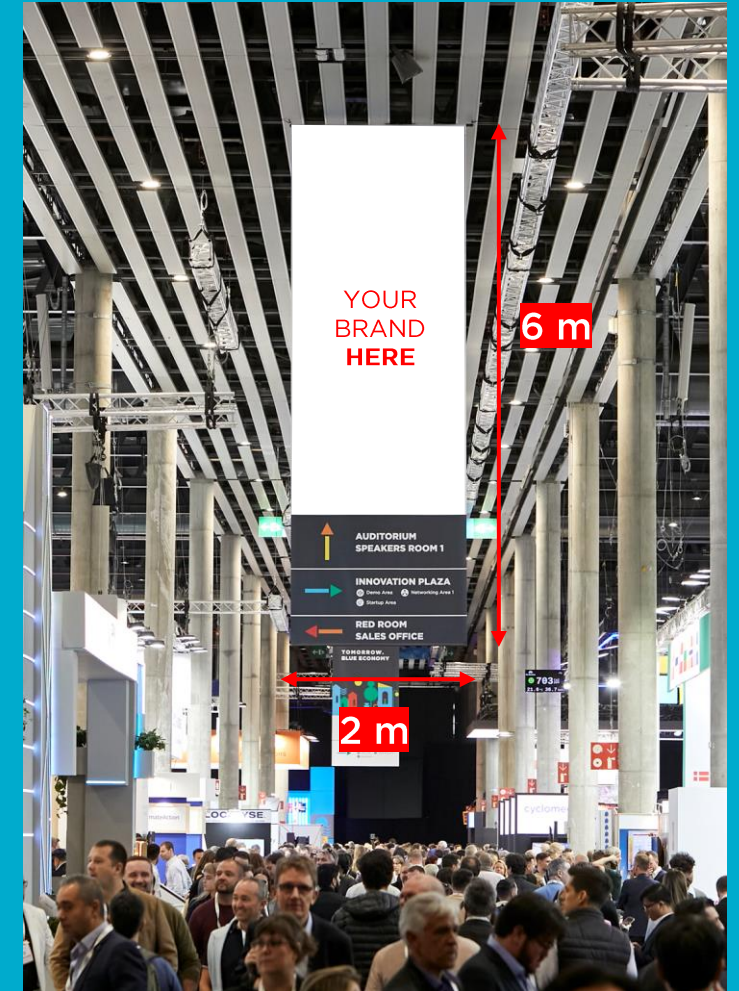 YOUR
BRAND
HERE
6 m
AUDITORIUM
SPEAKERS ROOM 1
INNOVATION PLAZA
Demo Area
Networking Area 1
Startup Area
RED ROOM
SALES OFFICE
TOMORROW.
BLUE ECONOMY
703
2 m
cyclome